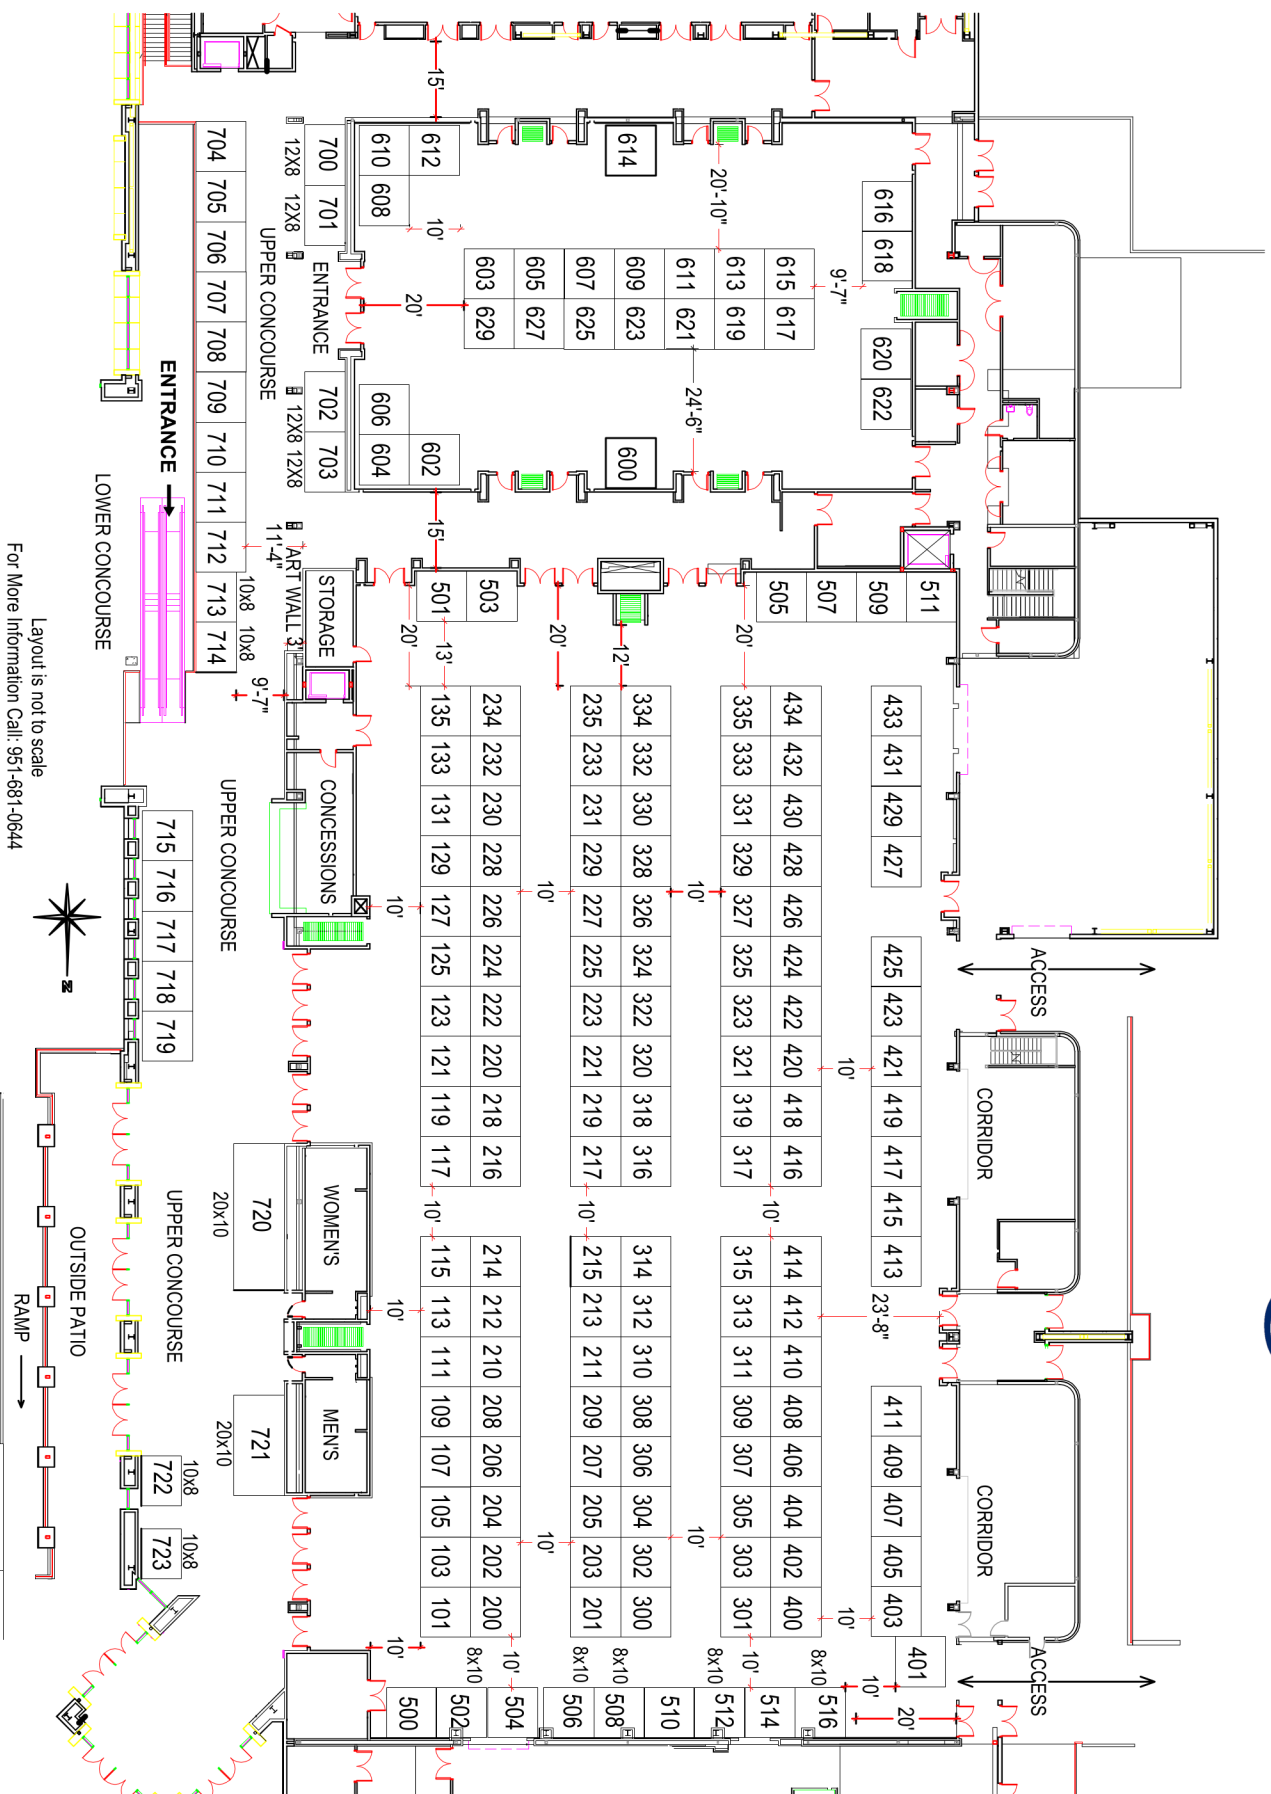 ACCESS
ACCESS
CORRIDOR
CORRIDOR
511
401
616 618
620 622
509
433 431 429 427
425 423 421 419 417 415 413
411 409 407 405 403
23'-8"
20'
10'
9'-7"
507
10'
10'
516
8x10
615 617
505
434 432 430 428 426 424 422 420 418 416
414 412 410 408 406 404 402 400
10'
514
613 619
20'
335 333 331 329 327 325 323 321 319 317
315 313 311 309 307 305 303 301
10'
512
8x10
20'-10"
24'-6"
611 621
10'
10'
510
614
609 623
600
12'
334 332 330 328 326 324 322 320 318 316
314 312 310 308 306 304 302 300
8x10
508
607 625
235 233 231 229 227 225 223 221 219 217
10'
215 213 211 209 207 205 203 201
8x10
506
20'
10'
10'
605 627
10'
504
603 629
503
234 232 230 228 226 224 222 220 218 216
214 212 210 208 206 204 202 200
8x10
502
15'
612
10'
602
15'
501
13'
135 133 131 129 127 125 123 121 119 117
10'
115 113 111 109 107 105 103 101
20'
20'
500
10'
10'
10'
610 608
606 604
700 701
ENTRANCE
702 703
STORAGE
CONCESSIONS
WOMEN'S
MEN'S
12X8 12X8
12X8 12X8
ART WALL 3'
11'-4"
UPPER CONCOURSE
9'-7"
720
721
10x8 10x8
704 705 706 707 708 709 710 711 712 713 714
UPPER CONCOURSE
20x10
20x10
10x8
10x8
ENTRANCE
715 716 717 718 719
UPPER CONCOURSE
722
723
LOWER CONCOURSE
OUTSIDE PATIO
N
RAMP
Layout is not to scale
For More Information Call: 951-681-0644